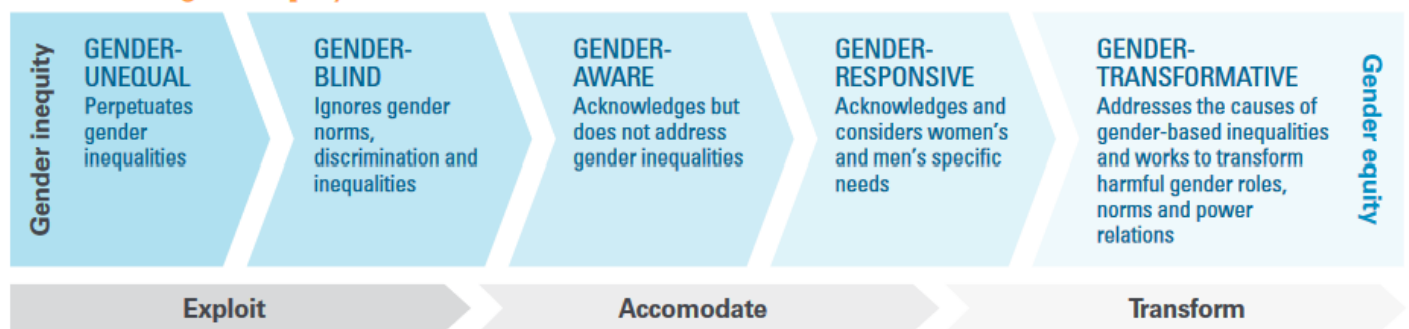 Gender inequity
GENDER-
UNEQUAL
Perpetuates
gender
inequalities
GENDER-
BLIND
Ignores gender
norms,
discrimination and
inequalities
GENDER-
AWARE
Acknowledges but
does not address
gender inequalities
GENDER-
RESPONSIVE
Acknowledges and
considers women's
and men's specific
needs
GENDER-
TRANSFORMATIVE
Addresses the causes of
gender-based inequalities
and works to transform
harmful gender roles,
norms and power
relations
Gender equity
Exploit
Accomodate
Transform